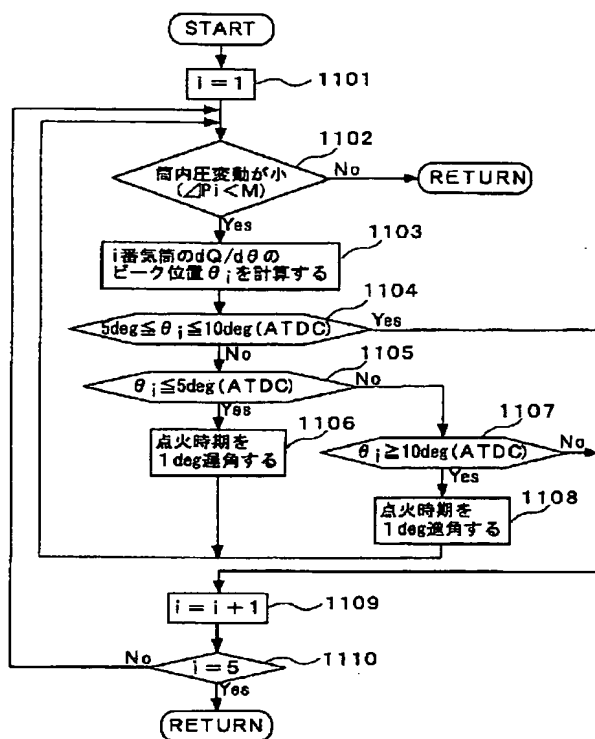 START
1101
i = 1
1102
筒内圧変動が小
(⊿Pi<M)
No
RETURN
Yes
1103
i番気筒のdQ/dθの
ピーク位置θiを計算する
1104
5deg≦θi≦10deg(ATDC)
Yes
No
1105
θi≦5deg(ATDC)
No
Yes
1106
点火時期を
1deg遅角する
1107
θi≧10deg(ATDC)
No
Yes
1108
点火時期を
1deg進角する
1109
i = i + 1
1110
i = 5
No
Yes
RETURN